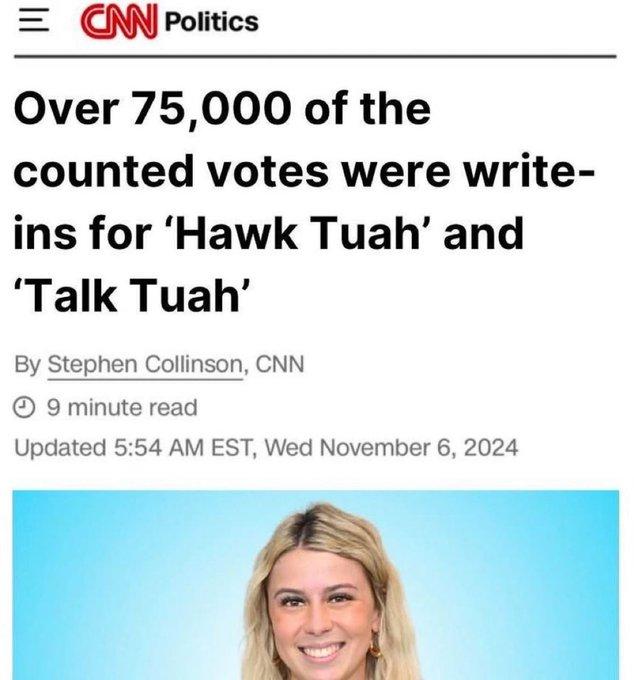 CNN Politics
Over 75,000 of the
counted votes were write-
ins for ‘Hawk Tuah’ and
‘Talk Tuah’
By Stephen Collinson, CNN
9 minute read
Updated 5:54 AM EST, Wed November 6, 2024